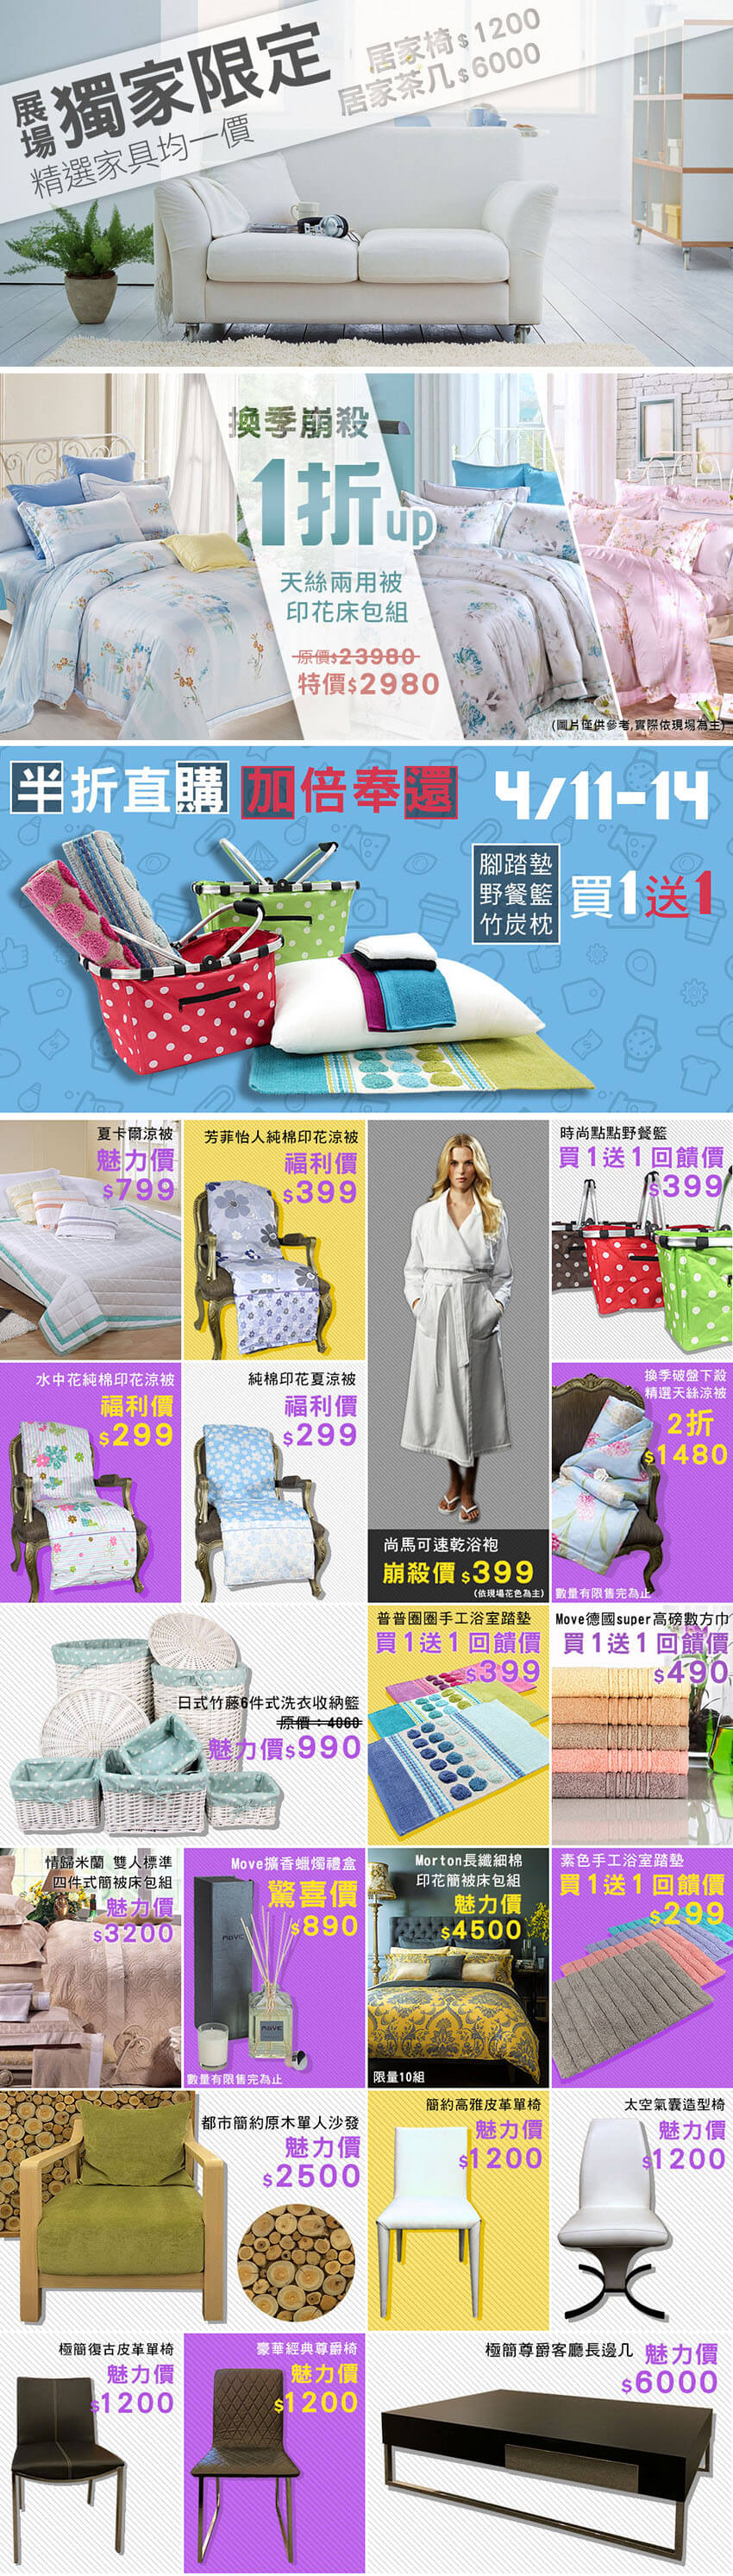 展場獨家限定
精選家具均一價
居家椅$1200
居家茶几$6000
換季崩殺
1折up
天絲兩用被
印花床包組
原價$23980
特價$2980
(圖片僅供參考,實際依現場為主)
半折直購 加倍奉還 4/11-14
腳踏墊
野餐籃
竹炭枕
買1送1
夏卡爾涼被
魅力價
$799
芳菲怡人純棉印花涼被
福利價
$399
時尚點點野餐籃
買1送1回饋價
$399
水中花純棉印花涼被
福利價
$299
純棉印花夏涼被
福利價
$299
尚馬可速乾浴袍
崩殺價$399
(依現場花色為主)
換季破盤下殺
精選天絲涼被
2折
$1480
數量有限售完為止
日式竹藤6件式洗衣收納籃
原價:4060
魅力價$990
普普圈圈手工浴室踏墊
買1送1回饋價
$399
Move德國super高磅數方巾
買1送1回饋價
$490
情歸米蘭 雙人標準
四件式簡被床包組
魅力價
$3200
Move擴香蠟燭禮盒
驚喜價
$890
MOVE
MOVE
數量有限售完為止
Morton長纖細棉
印花簡被床包組
魅力價
$4500
限量10組
素色手工浴室踏墊
買1送1回饋價
$299
都市簡約原木單人沙發
魅力價
$2500
簡約高雅皮革單椅
魅力價
$1200
太空氣囊造型椅
魅力價
$1200
極簡復古皮革單椅
魅力價
$1200
豪華經典尊爵椅
魅力價
$1200
極簡尊爵客廳長邊几 魅力價
$6000